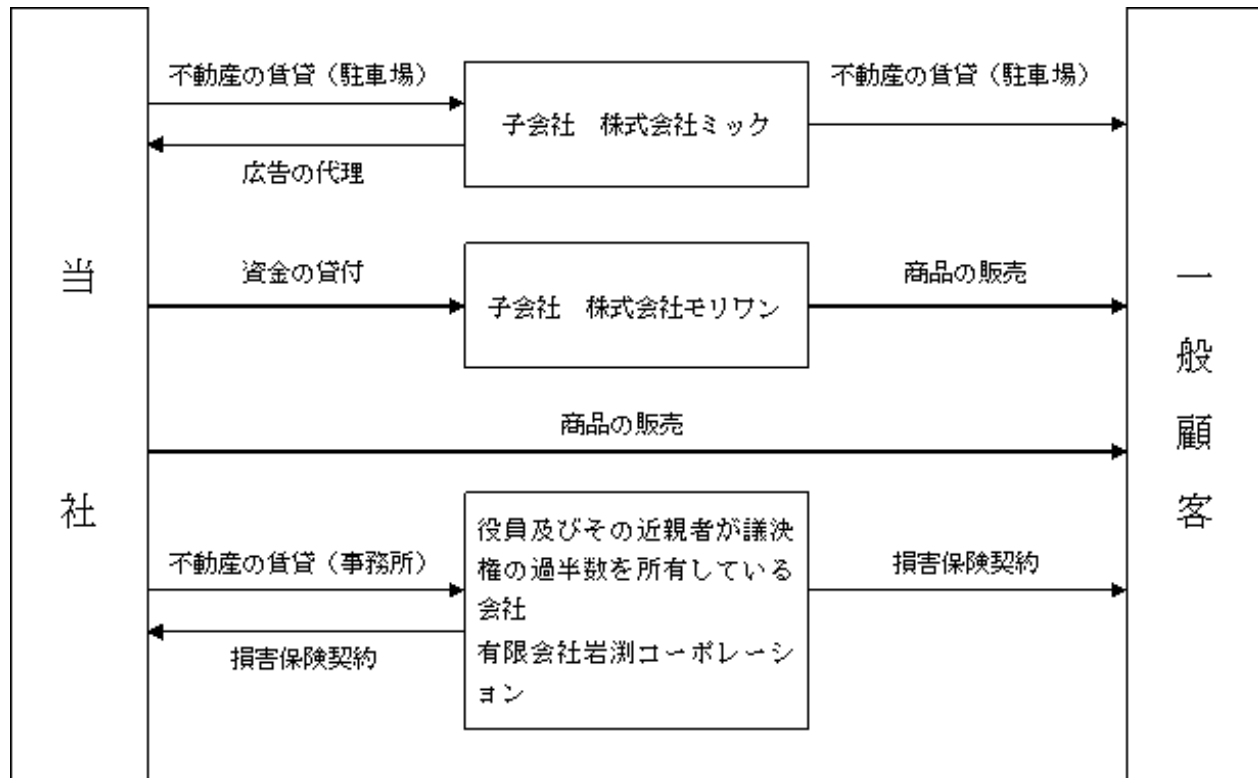 当社
不動産の賃貸（駐車場）
広告の代理
子会社　株式会社ミック
不動産の賃貸（駐車場）
資金の貸付
子会社　株式会社モリワン
商品の販売
商品の販売
不動産の賃貸（事務所）
損害保険契約
役員及びその近親者が議決
権の過半数を所有している
会社
有限会社岩渕コーポレーシ
ョン
損害保険契約
一般顧客